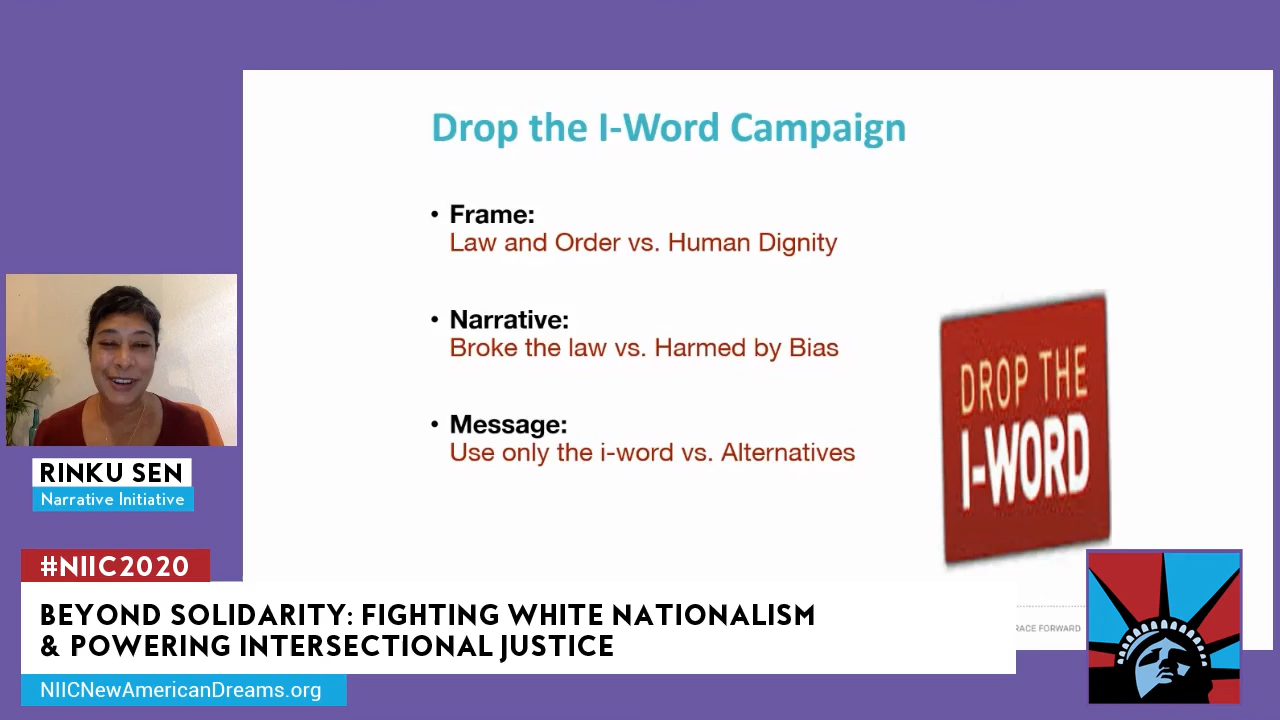 Drop the I-Word Campaign
• Frame:
Law and Order vs. Human Dignity
• Narrative:
Broke the law vs. Harmed by Bias
• Message:
Use only the i-word vs. Alternatives
DROP THE
I-WORD
RACE FORWARD
RINKU SEN
Narrative Initiative
#NIIC2020
BEYOND SOLIDARITY: FIGHTING WHITE NATIONALISM
& POWERING INTERSECTIONAL JUSTICE
NIICNewAmericanDreams.org